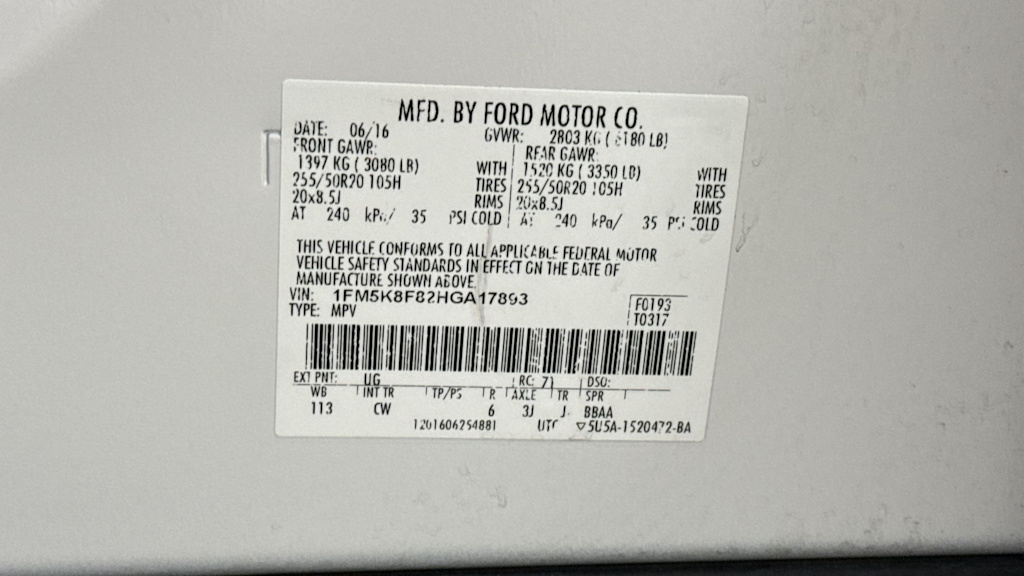 MFD. BY FORD MOTOR CO.
DATE: 06/16 GVWR: 2803 KG ( 6180 LB)
FRONT GAWR: REAR GAWR:
1397 KG ( 3080 LB) WITH 1520 KG ( 3350 LB) WITH
255/50R20 105H TIRES 255/50R20 105H TIRES
20x8.5J RIMS 20x8.5J RIMS
AT 240 kPa/ 35 PSI COLD AT 240 kPa/ 35 PSI COLD
THIS VEHICLE CONFORMS TO ALL APPLICABLE FEDERAL MOTOR
VEHICLE SAFETY STANDARDS IN EFFECT ON THE DATE OF
MANUFACTURE SHOWN ABOVE.
VIN: 1FM5K8F82HGA17893 F0193
TYPE: MPV T0317
EXT PNT: UG RC: 71 DSO:
WB INT TR TP/PS R AXLE TR SPR
113 CW 6 3J J BBAA
1201606254881 UTC ▽5U5A-1520472-BA